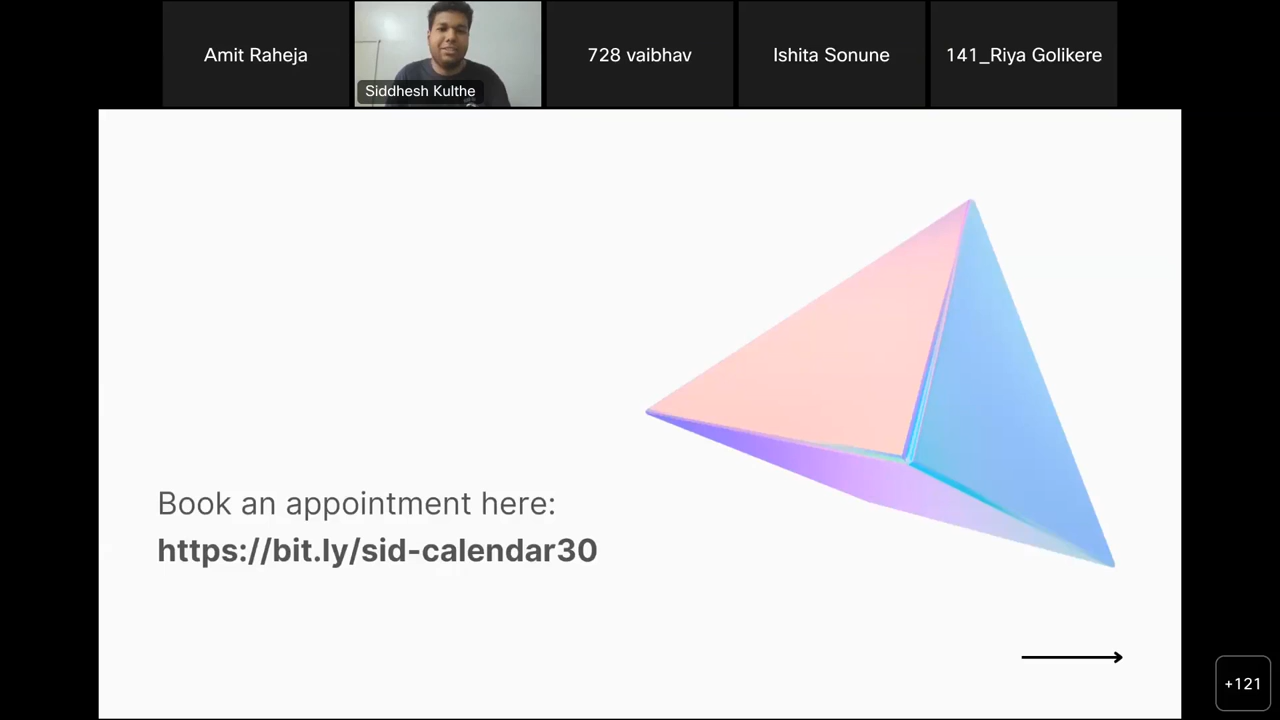 Amit Raheja
Siddhesh Kulthe
728 vaibhav
Ishita Sonune
141_Riya Golikere
Book an appointment here:
https://bit.ly/sid-calendar30
+121